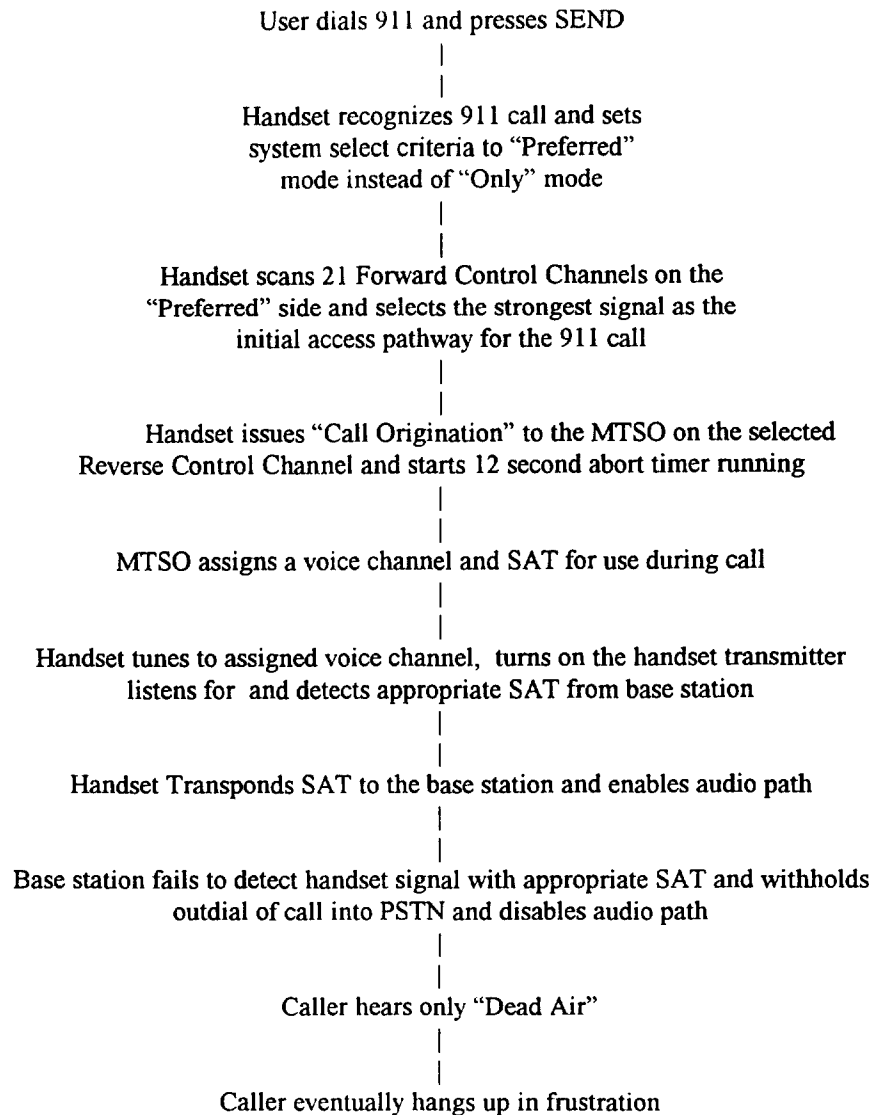 User dials 911 and presses SEND
Handset recognizes 911 call and sets
system select criteria to “Preferred”
mode instead of “Only” mode
Handset scans 21 Forward Control Channels on the
“Preferred” side and selects the strongest signal as the
initial access pathway for the 911 call
Handset issues “Call Origination” to the MTSO on the selected
Reverse Control Channel and starts 12 second abort timer running
MTSO assigns a voice channel and SAT for use during call
Handset tunes to assigned voice channel, turns on the handset transmitter
listens for and detects appropriate SAT from base station
Handset Transponds SAT to the base station and enables audio path
Base station fails to detect handset signal with appropriate SAT and withholds
outdial of call into PSTN and disables audio path
Caller hears only “Dead Air”
Caller eventually hangs up in frustration